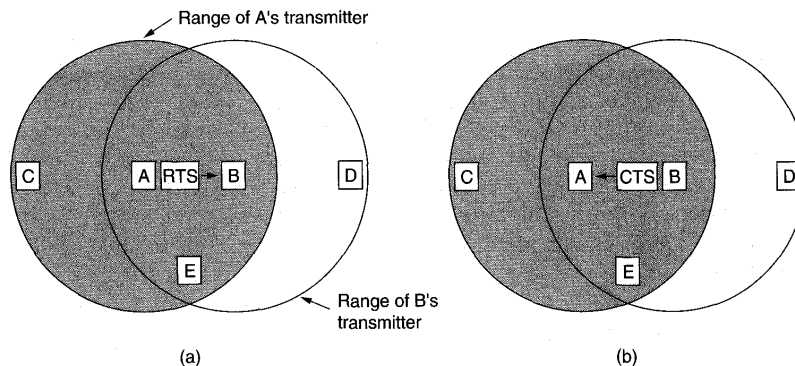 Range of A's transmitter
C
A
RTS
B
D
E
Range of B's
transmitter
(a)
C
A
CTS
B
D
E
(b)